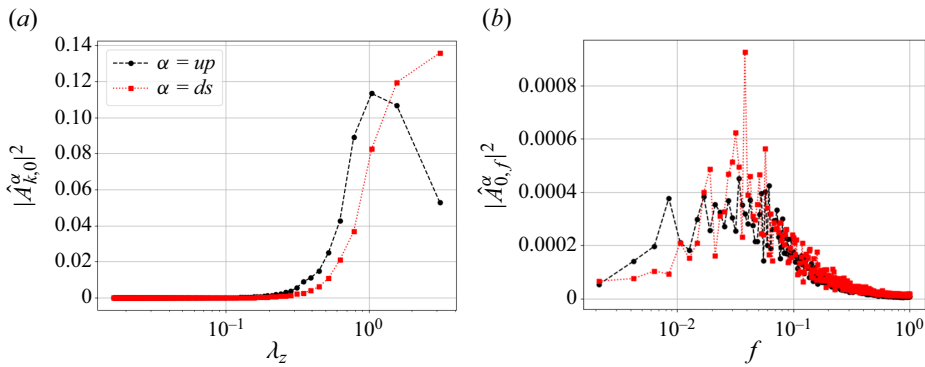 (a)
|Â^α_{k,0}|^2
0.14
0.12
0.10
0.08
0.06
0.04
0.02
0
α = up
α = ds
10^{−1}
10^0
λ_z
(b)
|Â^α_{0,f}|^2
0.0008
0.0006
0.0004
0.0002
0
10^{−2}
10^{−1}
10^0
f